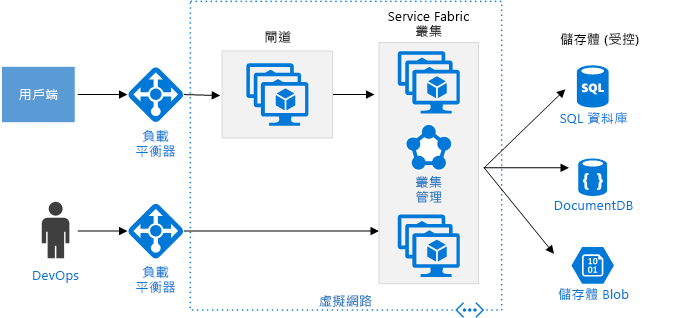 Service Fabric
叢集
閘道
儲存體 (受控)
用戶端
負載
平衡器
SQL
SQL 資料庫
叢集
管理
{ }
DocumentDB
DevOps
負載
平衡器
10
01
儲存體 Blob
虛擬網路